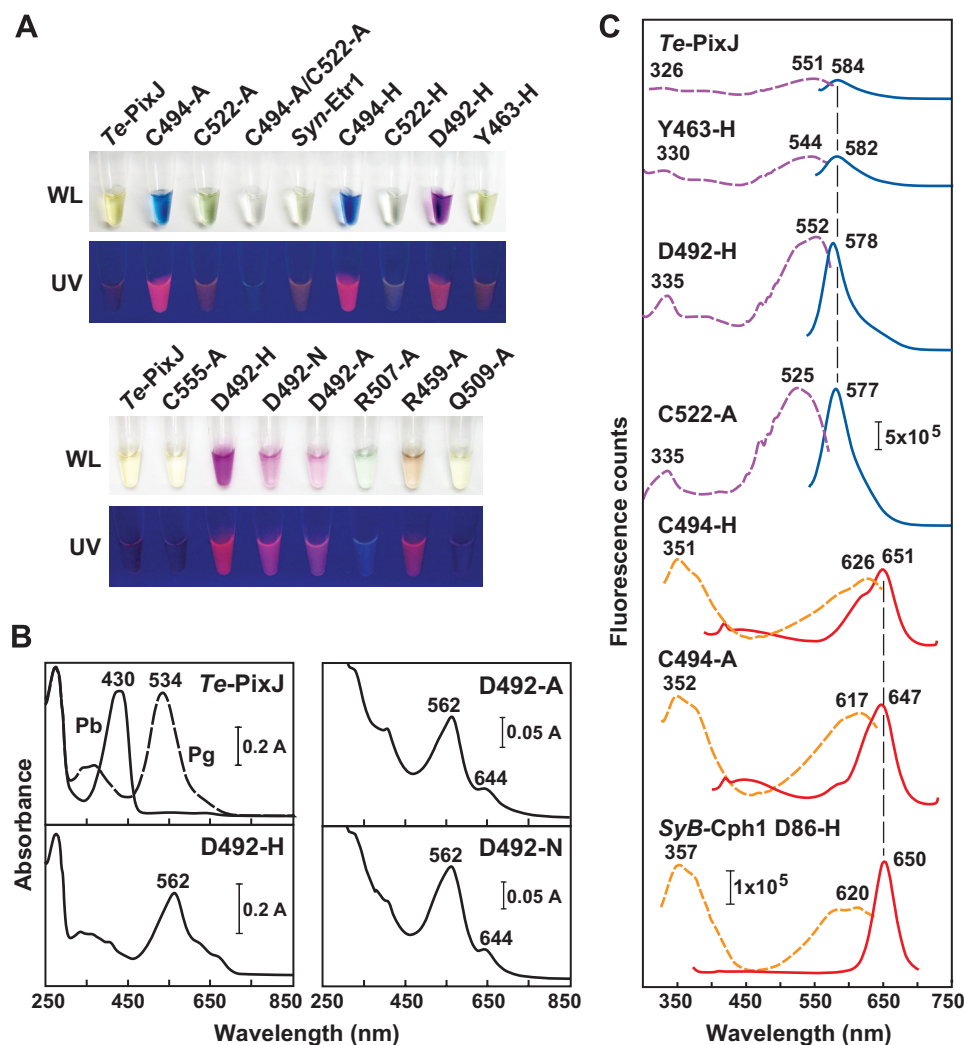 A
Te-PixJ C494-A C522-A C494-A/C522-A Syn-Etr1 C494-H C522-H D492-H Y463-H
WL
UV
Te-PixJ C555-A D492-H D492-N D492-A R507-A R459-A Q509-A
WL
UV
B
Absorbance
430 534 Te-PixJ
Pb
Pg
0.2 A
D492-A
562
0.05 A
644
D492-H
562
0.2 A
D492-N
562
0.05 A
644
250 450 650 850
250 450 650 850
Wavelength (nm)
Wavelength (nm)
C
Fluorescence counts
Te-PixJ
326 551 584
Y463-H
330 544 582
D492-H
335 552 578
C522-A
335 525 577
5x10⁵
C494-H
351 626 651
C494-A
352 617 647
SyB-Cph1 D86-H
357 620 650
1x10⁵
350 450 550 650 750
Wavelength (nm)